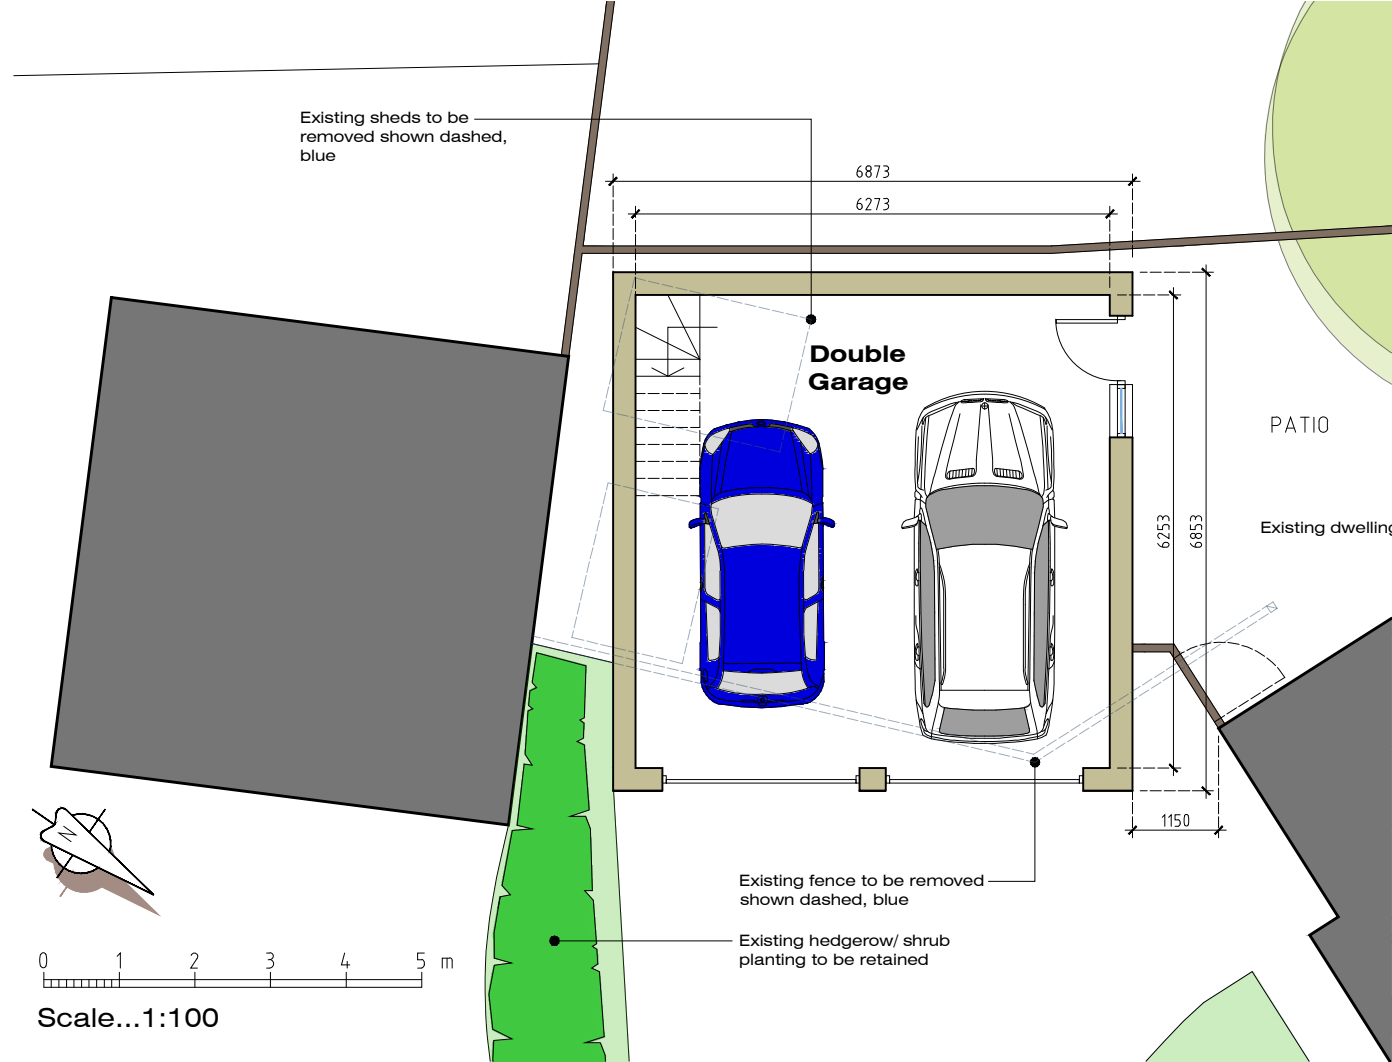 Existing sheds to be
removed shown dashed,
blue
6873
6273
Double
Garage
PATIO
Existing dwelling
6253
6853
1150
N
Existing fence to be removed
shown dashed, blue
Existing hedgerow/ shrub
planting to be retained
0 1 2 3 4 5 m
Scale...1:100